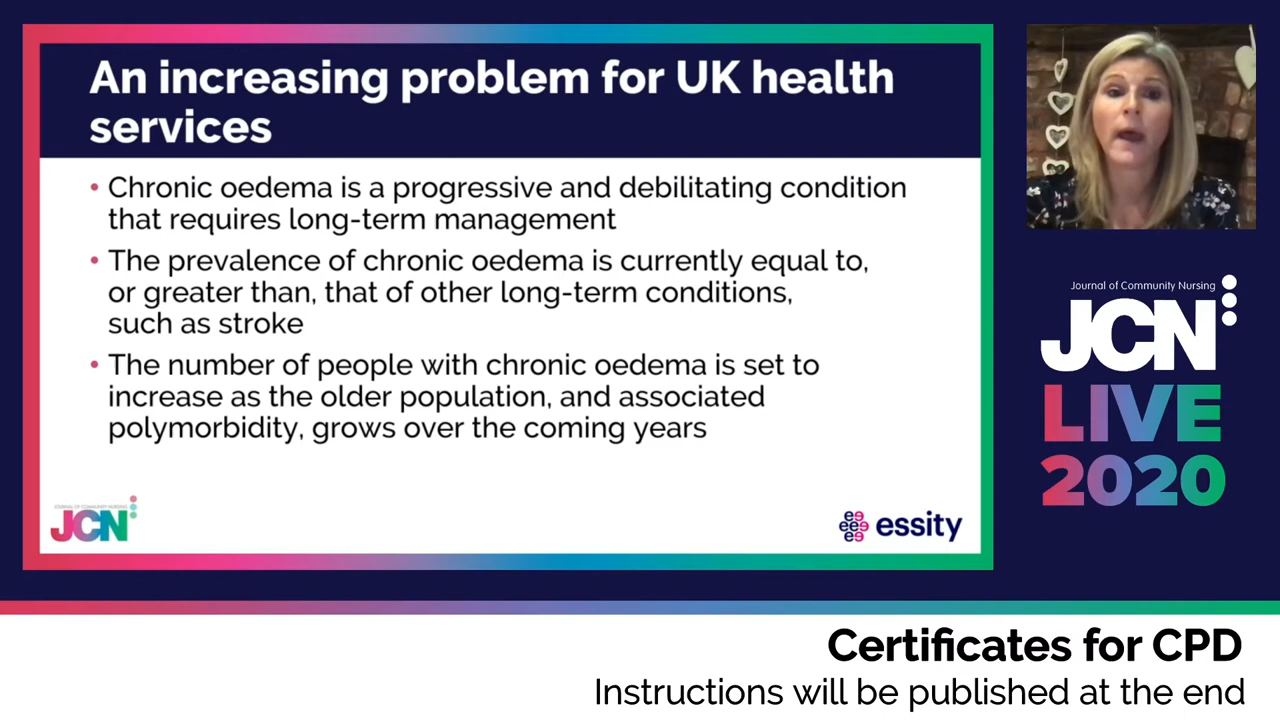 An increasing problem for UK health
services
• Chronic oedema is a progressive and debilitating condition
that requires long-term management
• The prevalence of chronic oedema is currently equal to,
or greater than, that of other long-term conditions,
such as stroke
• The number of people with chronic oedema is set to
increase as the older population, and associated
polymorbidity, grows over the coming years
JOURNAL OF COMMUNITY NURSING
JCN
essity
Journal of Community Nursing
JCN
LIVE
2020
Certificates for CPD
Instructions will be published at the end